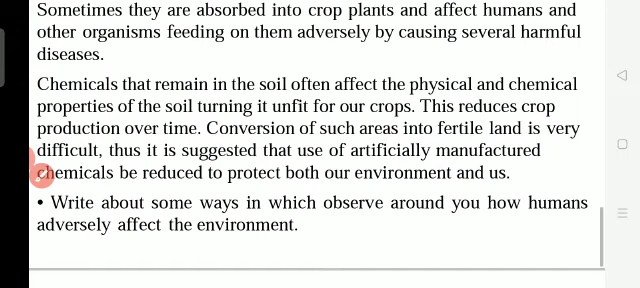 Sometimes they are absorbed into crop plants and affect humans and
other organisms feeding on them adversely by causing several harmful
diseases.
Chemicals that remain in the soil often affect the physical and chemical
properties of the soil turning it unfit for our crops. This reduces crop
production over time. Conversion of such areas into fertile land is very
difficult, thus it is suggested that use of artificially manufactured
chemicals be reduced to protect both our environment and us.
• Write about some ways in which observe around you how humans
adversely affect the environment.